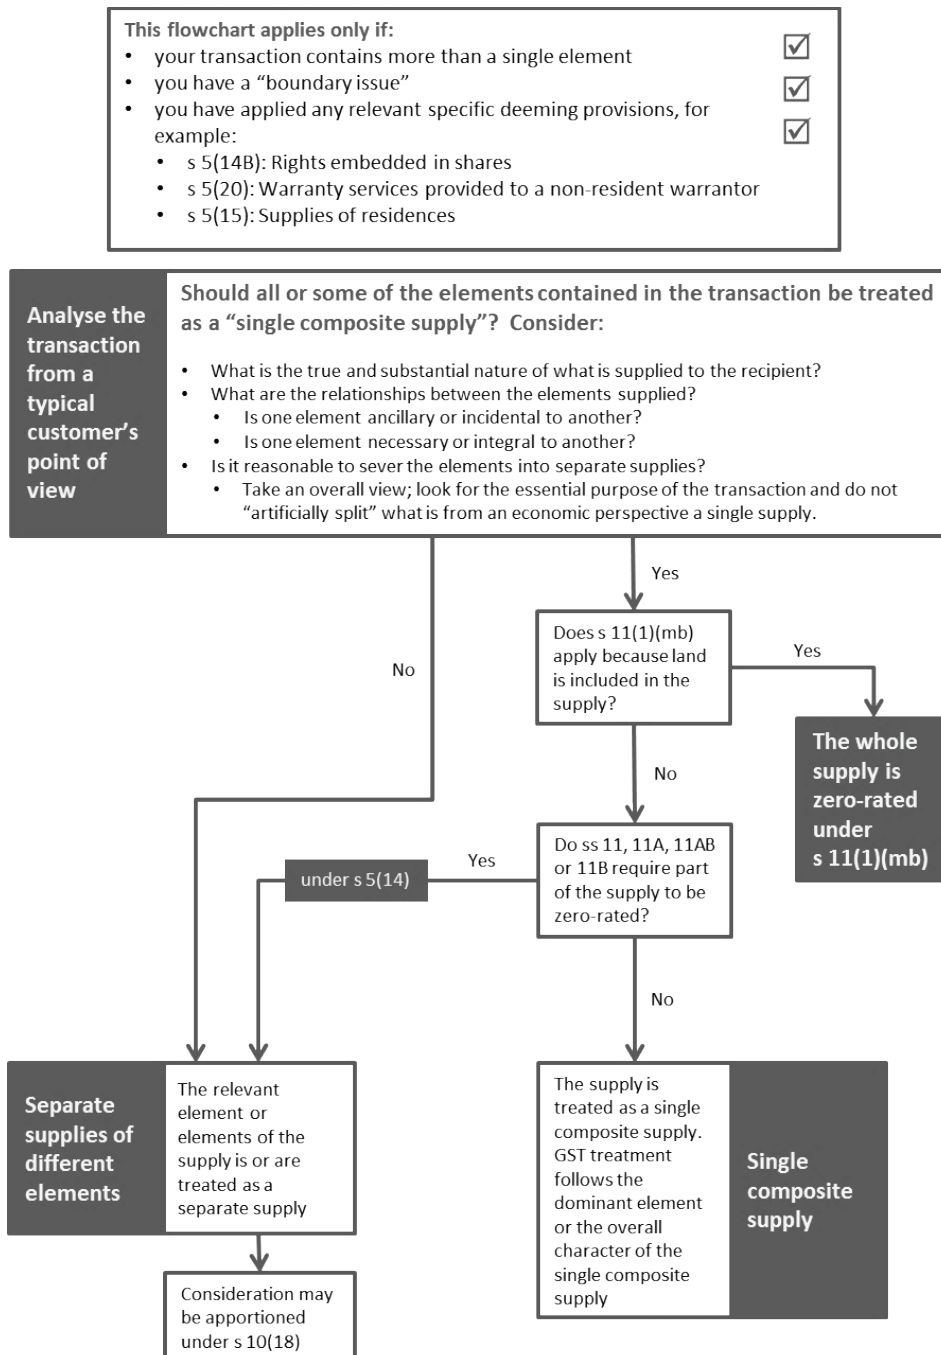 This flowchart applies only if:
• your transaction contains more than a single element
• you have a “boundary issue”
• you have applied any relevant specific deeming provisions, for
example:
• s 5(14B): Rights embedded in shares
• s 5(20): Warranty services provided to a non-resident warrantor
• s 5(15): Supplies of residences
Analyse the
transaction
from a
typical
customer’s
point of
view
Should all or some of the elements contained in the transaction be treated
as a “single composite supply”? Consider:
• What is the true and substantial nature of what is supplied to the recipient?
• What are the relationships between the elements supplied?
• Is one element ancillary or incidental to another?
• Is one element necessary or integral to another?
• Is it reasonable to sever the elements into separate supplies?
• Take an overall view; look for the essential purpose of the transaction and do not
“artificially split” what is from an economic perspective a single supply.
Yes
No
Does s 11(1)(mb)
apply because land
is included in the
supply?
Yes
The whole
supply is
zero-rated
under
s 11(1)(mb)
No
Do ss 11, 11A, 11AB
or 11B require part
of the supply to be
zero-rated?
Yes
under s 5(14)
No
Separate
supplies of
different
elements
The relevant
element or
elements of the
supply is or are
treated as a
separate supply
The supply is
treated as a single
composite supply.
GST treatment
follows the
dominant element
or the overall
character of the
single composite
supply
Single
composite
supply
Consideration may
be apportioned
under s 10(18)